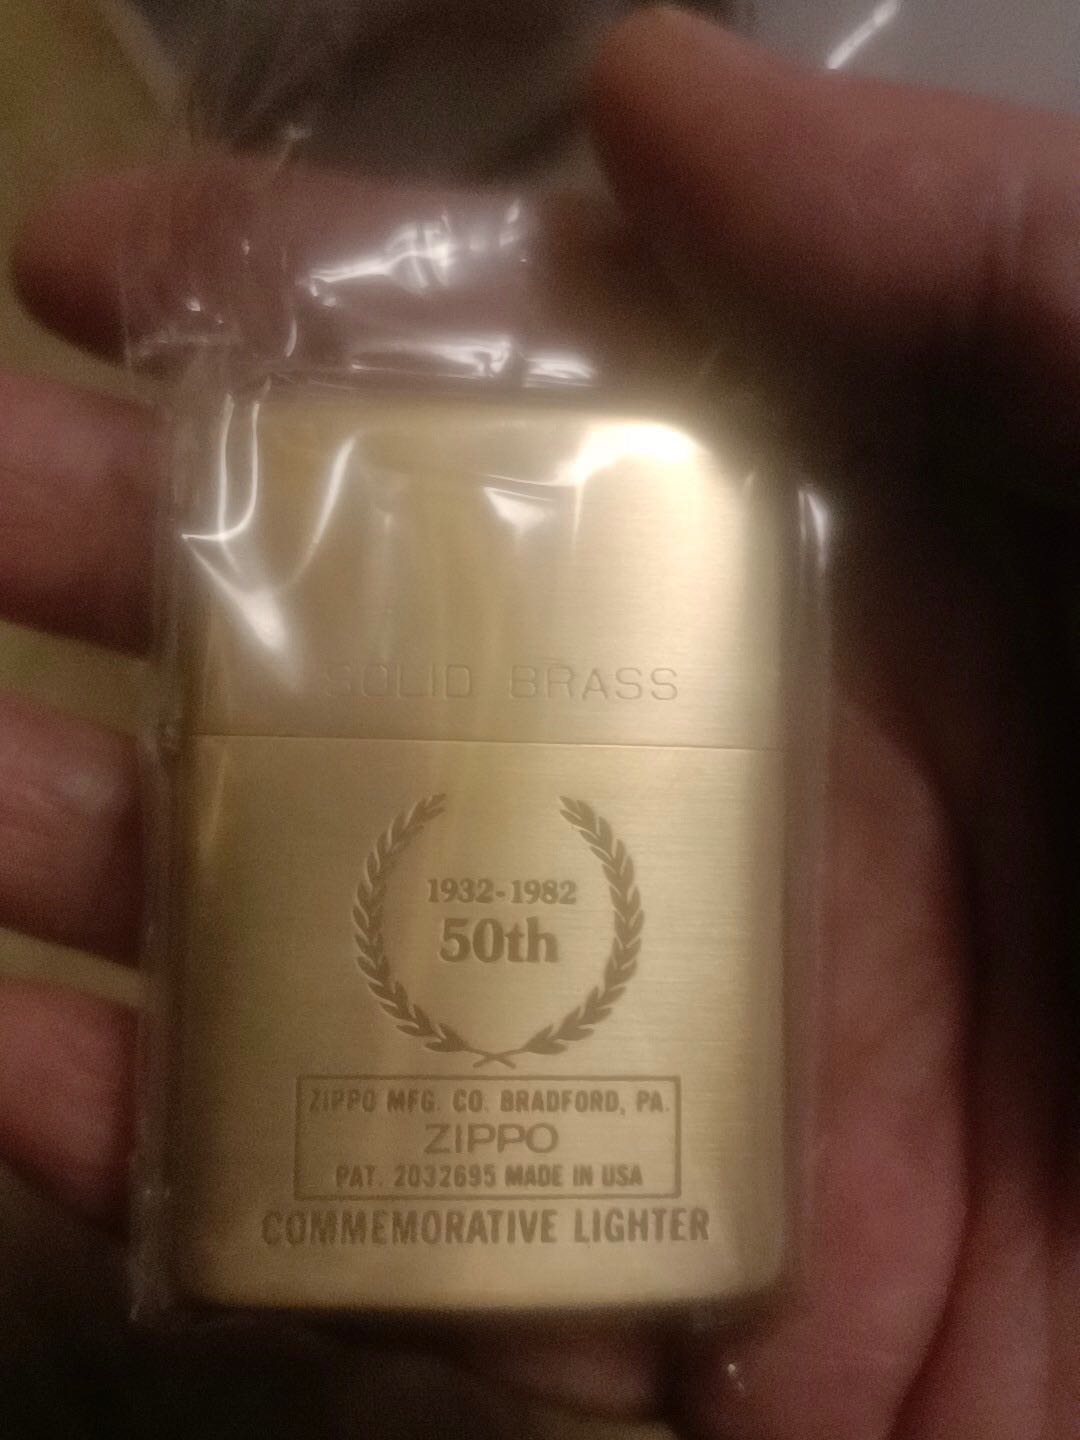 SOLID BRASS
1932-1982
50th
ZIPPO MFG. CO. BRADFORD, PA.
ZIPPO
PAT. 2032695 MADE IN USA
COMMEMORATIVE LIGHTER